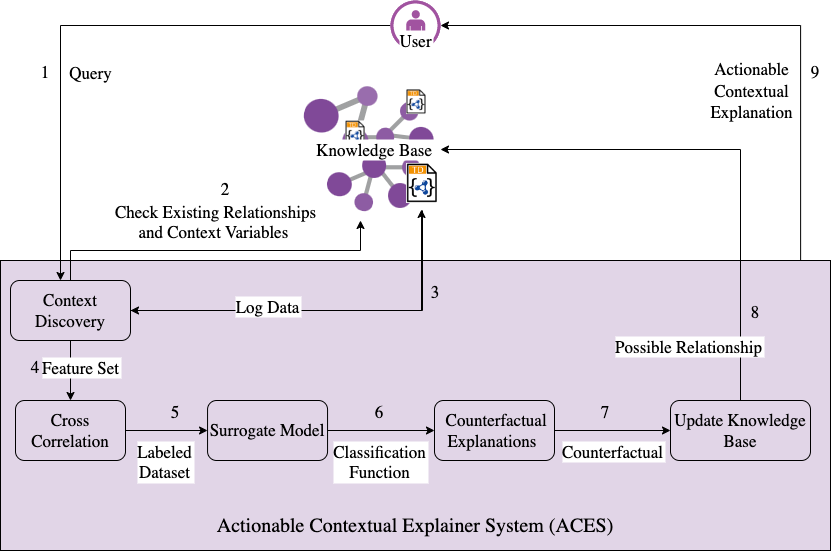 User
1
Query
Actionable
Contextual
Explanation
9
Knowledge Base
TD
2
Check Existing Relationships
and Context Variables
3
Log Data
Context
Discovery
8
Possible Relationship
4
Feature Set
Cross
Correlation
5
Labeled
Dataset
Surrogate Model
6
Classification
Function
Counterfactual
Explanations
7
Counterfactual
Update Knowledge
Base
Actionable Contextual Explainer System (ACES)